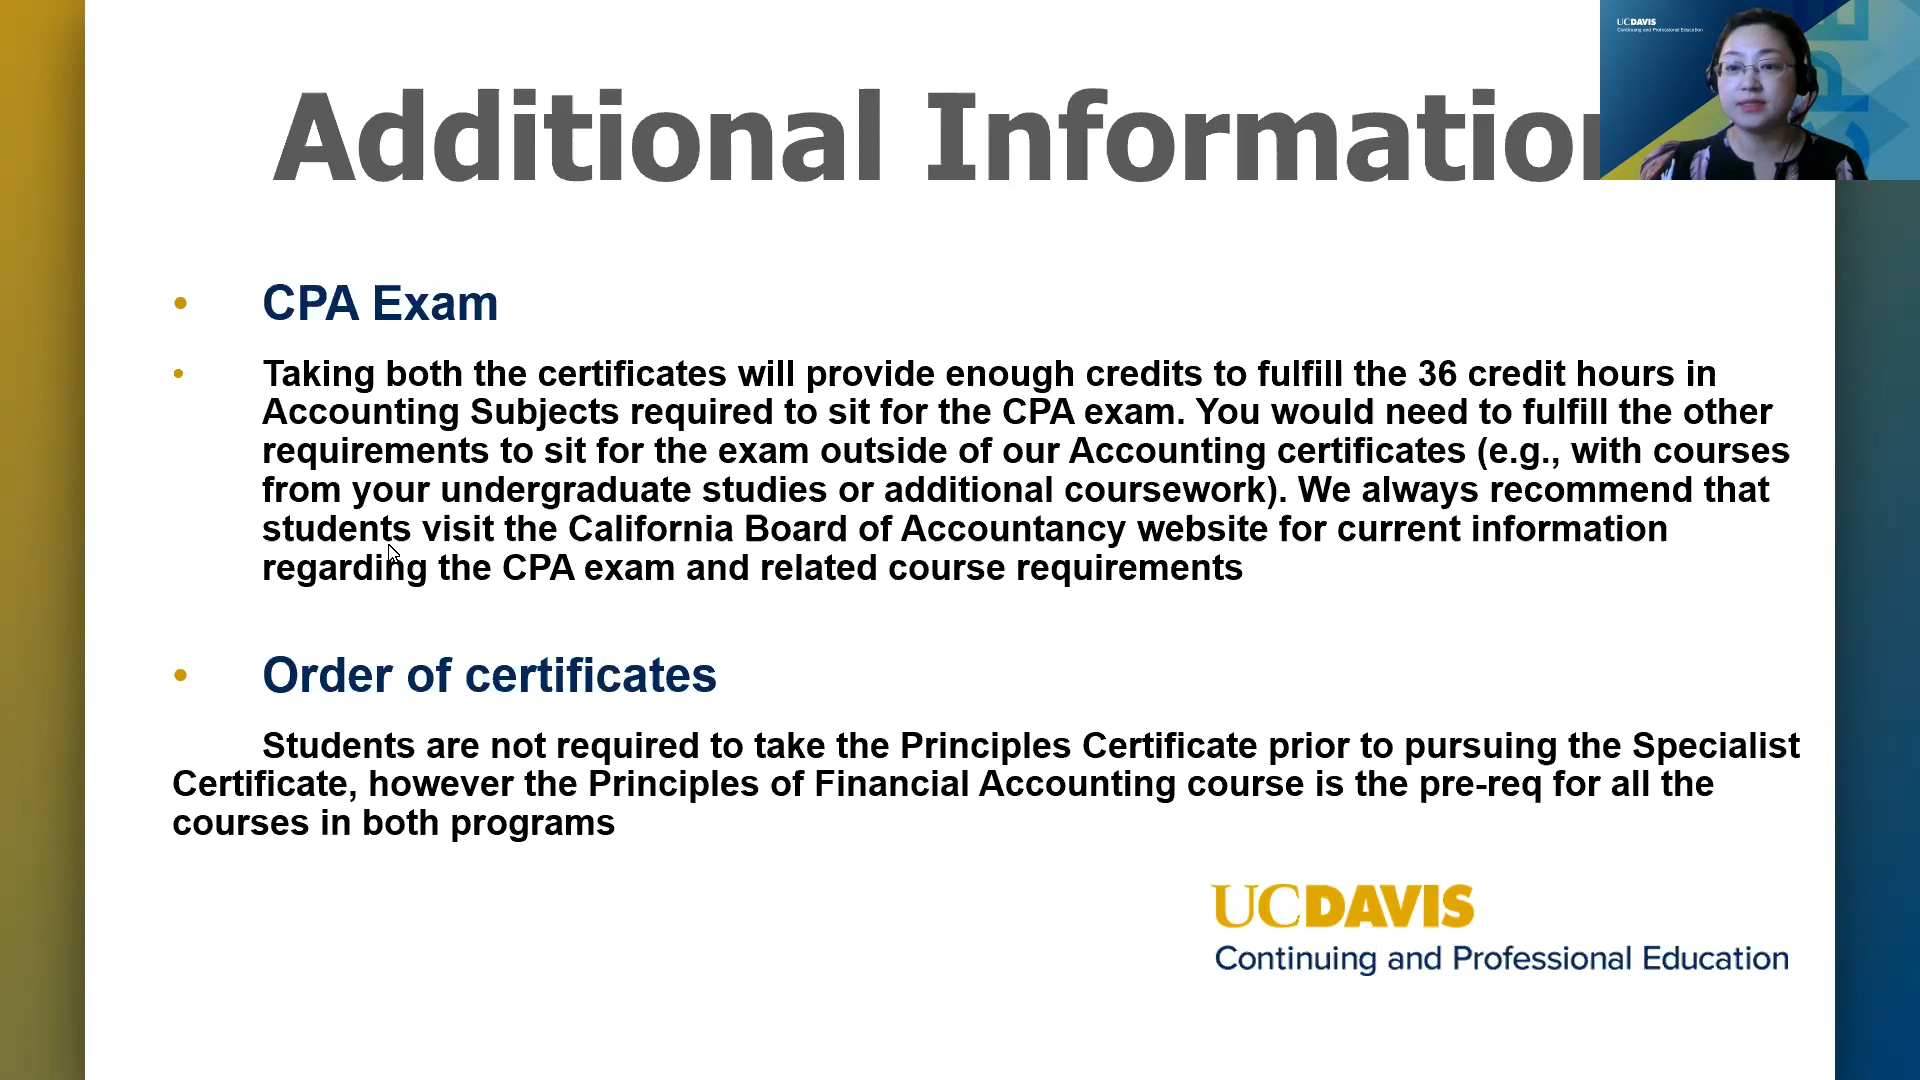 Additional Information
UCDAVIS
Continuing and Professional Education
CPE
• CPA Exam
• Taking both the certificates will provide enough credits to fulfill the 36 credit hours in
Accounting Subjects required to sit for the CPA exam. You would need to fulfill the other
requirements to sit for the exam outside of our Accounting certificates (e.g., with courses
from your undergraduate studies or additional coursework). We always recommend that
students visit the California Board of Accountancy website for current information
regarding the CPA exam and related course requirements
• Order of certificates
Students are not required to take the Principles Certificate prior to pursuing the Specialist
Certificate, however the Principles of Financial Accounting course is the pre-req for all the
courses in both programs
UCDAVIS
Continuing and Professional Education